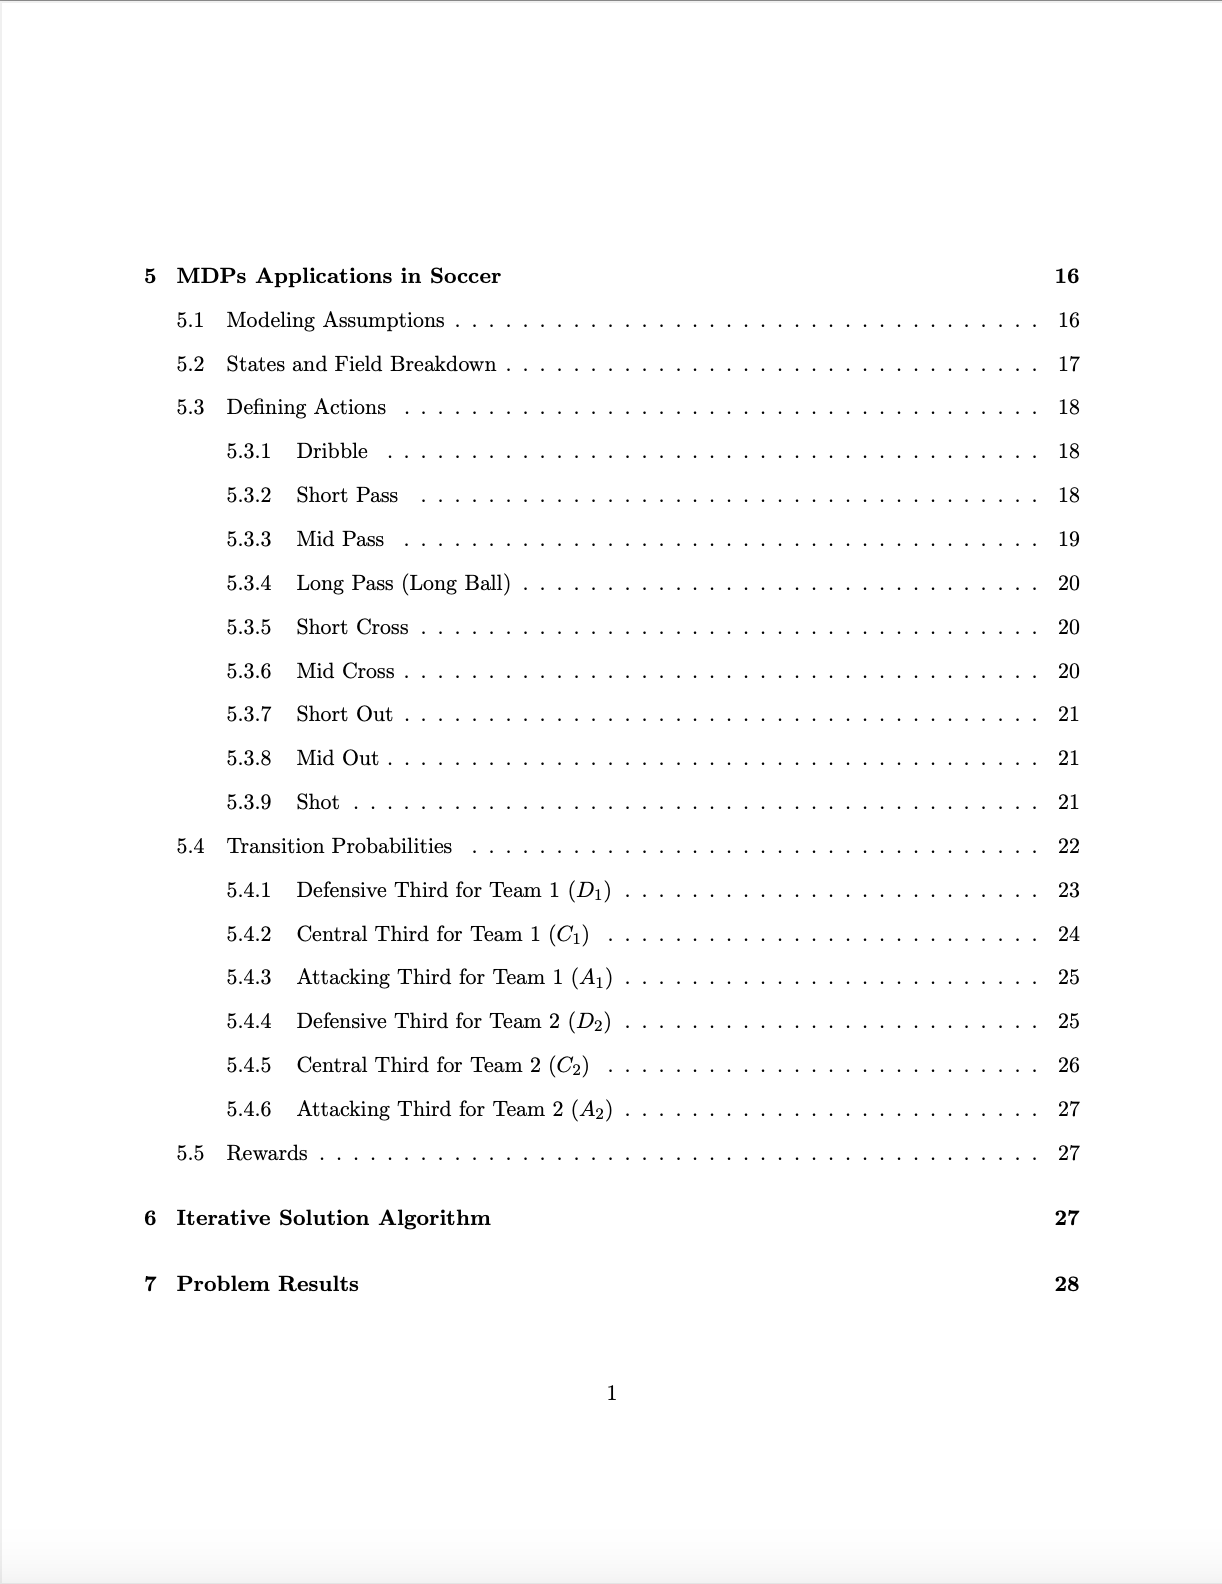 5 MDPs Applications in Soccer 16
5.1 Modeling Assumptions . . . . . . . . . . . . . . . . . . . . . . . . . . . . . . . . . . . 16
5.2 States and Field Breakdown . . . . . . . . . . . . . . . . . . . . . . . . . . . . . . . . 17
5.3 Defining Actions . . . . . . . . . . . . . . . . . . . . . . . . . . . . . . . . . . . . . . 18
5.3.1 Dribble . . . . . . . . . . . . . . . . . . . . . . . . . . . . . . . . . . . . . . . 18
5.3.2 Short Pass . . . . . . . . . . . . . . . . . . . . . . . . . . . . . . . . . . . . . 18
5.3.3 Mid Pass . . . . . . . . . . . . . . . . . . . . . . . . . . . . . . . . . . . . . . 19
5.3.4 Long Pass (Long Ball) . . . . . . . . . . . . . . . . . . . . . . . . . . . . . . . 20
5.3.5 Short Cross . . . . . . . . . . . . . . . . . . . . . . . . . . . . . . . . . . . . . 20
5.3.6 Mid Cross . . . . . . . . . . . . . . . . . . . . . . . . . . . . . . . . . . . . . . 20
5.3.7 Short Out . . . . . . . . . . . . . . . . . . . . . . . . . . . . . . . . . . . . . . 21
5.3.8 Mid Out . . . . . . . . . . . . . . . . . . . . . . . . . . . . . . . . . . . . . . . 21
5.3.9 Shot . . . . . . . . . . . . . . . . . . . . . . . . . . . . . . . . . . . . . . . . . 21
5.4 Transition Probabilities . . . . . . . . . . . . . . . . . . . . . . . . . . . . . . . . . . 22
5.4.1 Defensive Third for Team 1 (D₁) . . . . . . . . . . . . . . . . . . . . . . . . . 23
5.4.2 Central Third for Team 1 (C₁) . . . . . . . . . . . . . . . . . . . . . . . . . . 24
5.4.3 Attacking Third for Team 1 (A₁) . . . . . . . . . . . . . . . . . . . . . . . . . 25
5.4.4 Defensive Third for Team 2 (D₂) . . . . . . . . . . . . . . . . . . . . . . . . . 25
5.4.5 Central Third for Team 2 (C₂) . . . . . . . . . . . . . . . . . . . . . . . . . . 26
5.4.6 Attacking Third for Team 2 (A₂) . . . . . . . . . . . . . . . . . . . . . . . . . 27
5.5 Rewards . . . . . . . . . . . . . . . . . . . . . . . . . . . . . . . . . . . . . . . . . . . 27
6 Iterative Solution Algorithm 27
7 Problem Results 28
1